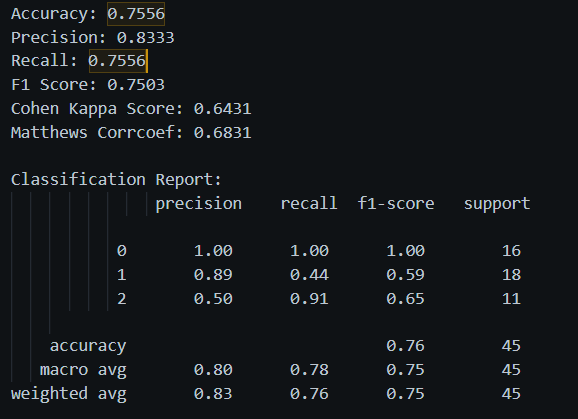 Accuracy: 0.7556
Precision: 0.8333
Recall: 0.7556
F1 Score: 0.7503
Cohen Kappa Score: 0.6431
Matthews Corrcoef: 0.6831
Classification Report:
precision recall f1-score support
0 1.00 1.00 1.00 16
1 0.89 0.44 0.59 18
2 0.50 0.91 0.65 11
accuracy 0.76 45
macro avg 0.80 0.78 0.75 45
weighted avg 0.83 0.76 0.75 45